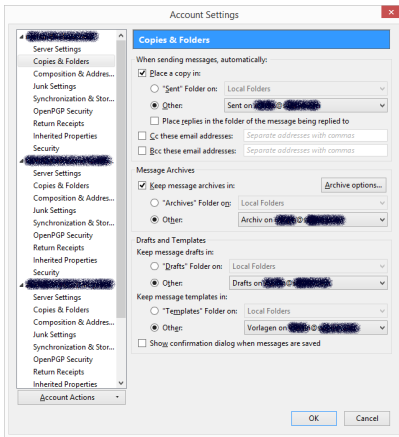 Account Settings
Server Settings
Copies & Folders
Composition & Addres...
Junk Settings
Synchronization & Stor...
OpenPGP Security
Return Receipts
Inherited Properties
Security
Server Settings
Copies & Folders
Composition & Addres...
Junk Settings
Synchronization & Stor...
OpenPGP Security
Return Receipts
Inherited Properties
Security
Server Settings
Copies & Folders
Composition & Addres...
Junk Settings
Synchronization & Stor...
OpenPGP Security
Return Receipts
Inherited Properties
Account Actions
Copies & Folders
When sending messages, automatically:
Place a copy in:
"Sent" Folder on: Local Folders
Other: Sent on @
Place replies in the folder of the message being replied to
Cc these email addresses: Separate addresses with commas
Bcc these email addresses: Separate addresses with commas
Message Archives
Keep message archives in: Archive options...
"Archives" Folder on: Local Folders
Other: Archiv on @
Drafts and Templates
Keep message drafts in:
"Drafts" Folder on: Local Folders
Other: Drafts on @
Keep message templates in:
"Templates" Folder on: Local Folders
Other: Vorlagen on @
Show confirmation dialog when messages are saved
OK Cancel